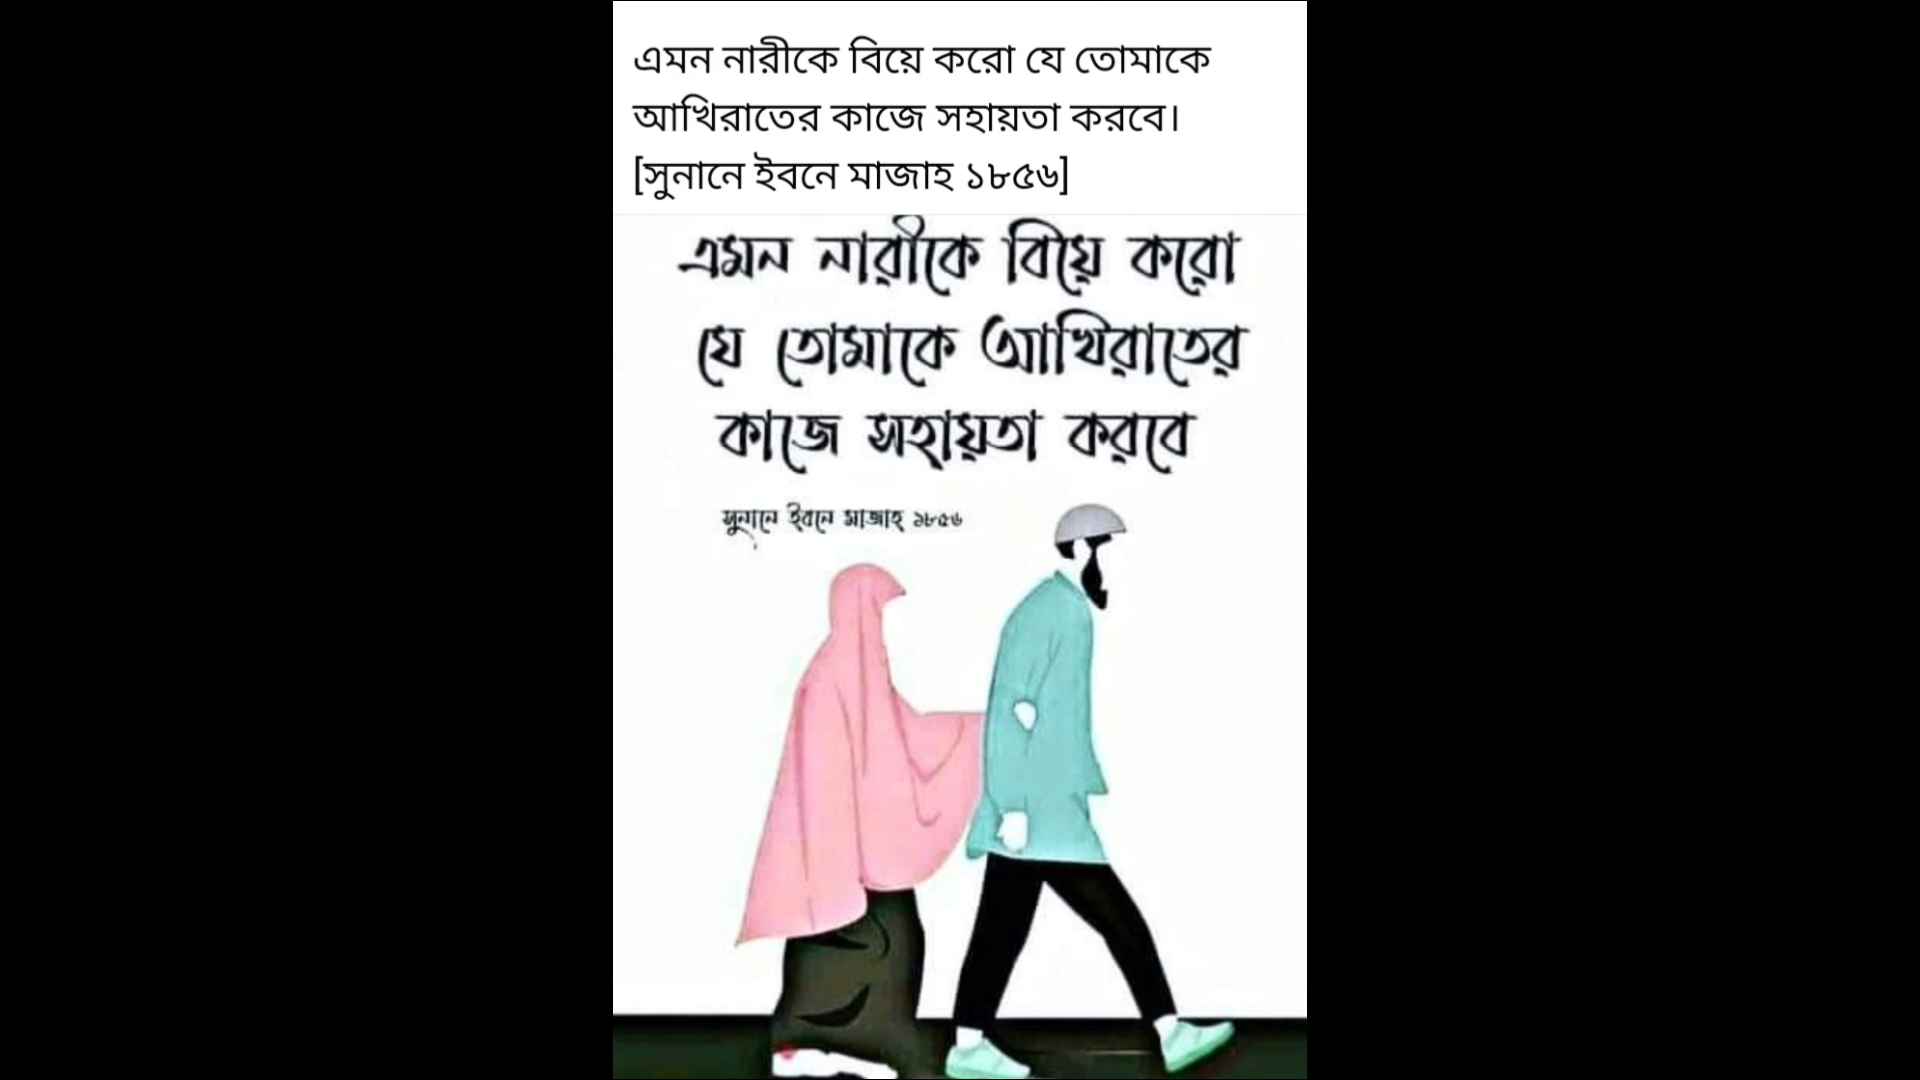 এমন নারীকে বিয়ে করো যে তোমাকে
আখিরাতের কাজে সহায়তা করবে।
[সুনানে ইবনে মাজাহ ১৮৫৬]
এমন নারীকে বিয়ে করো
যে তোমাকে আখিরাতের
কাজে সহায়তা করবে
সুনানে ইবনে মাজাহ ১৮৫৬